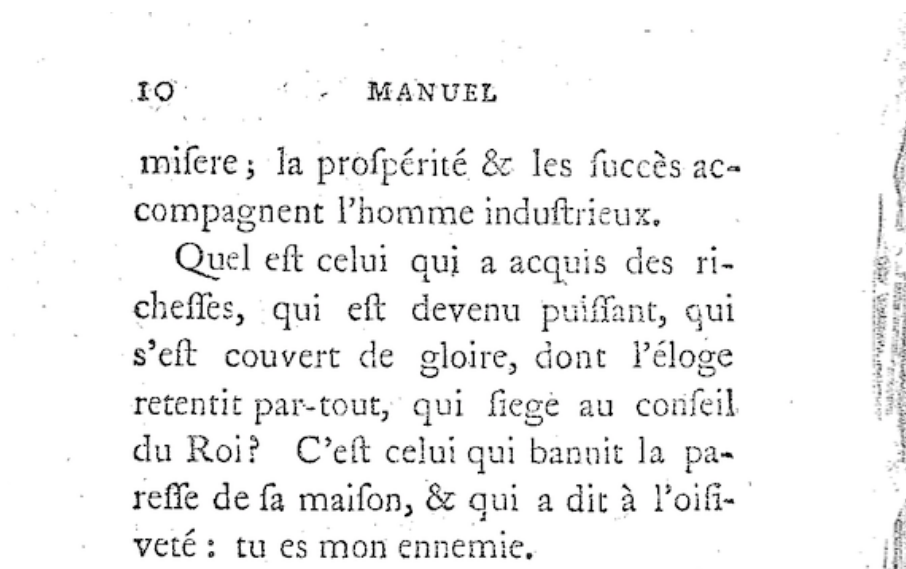 10 MANUEL
miſere ; la proſpérité & les ſuccès ac-
compagnent l'homme induſtrieux.
Quel eſt celui qui a acquis des ri-
cheſſes, qui eſt devenu puiſſant, qui
s'eſt couvert de gloire, dont l'éloge
retentit par-tout, qui ſiege au conſeil
du Roi ? C'eſt celui qui bannit la pa-
reſſe de ſa maiſon, & qui a dit à l'oiſi-
veté : tu es mon ennemie.